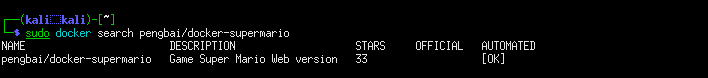 (kali㉿kali)-[~]
$ sudo docker search pengbai/docker-supermario
NAME DESCRIPTION STARS OFFICIAL AUTOMATED
pengbai/docker-supermario Game Super Mario Web version 33 [OK]